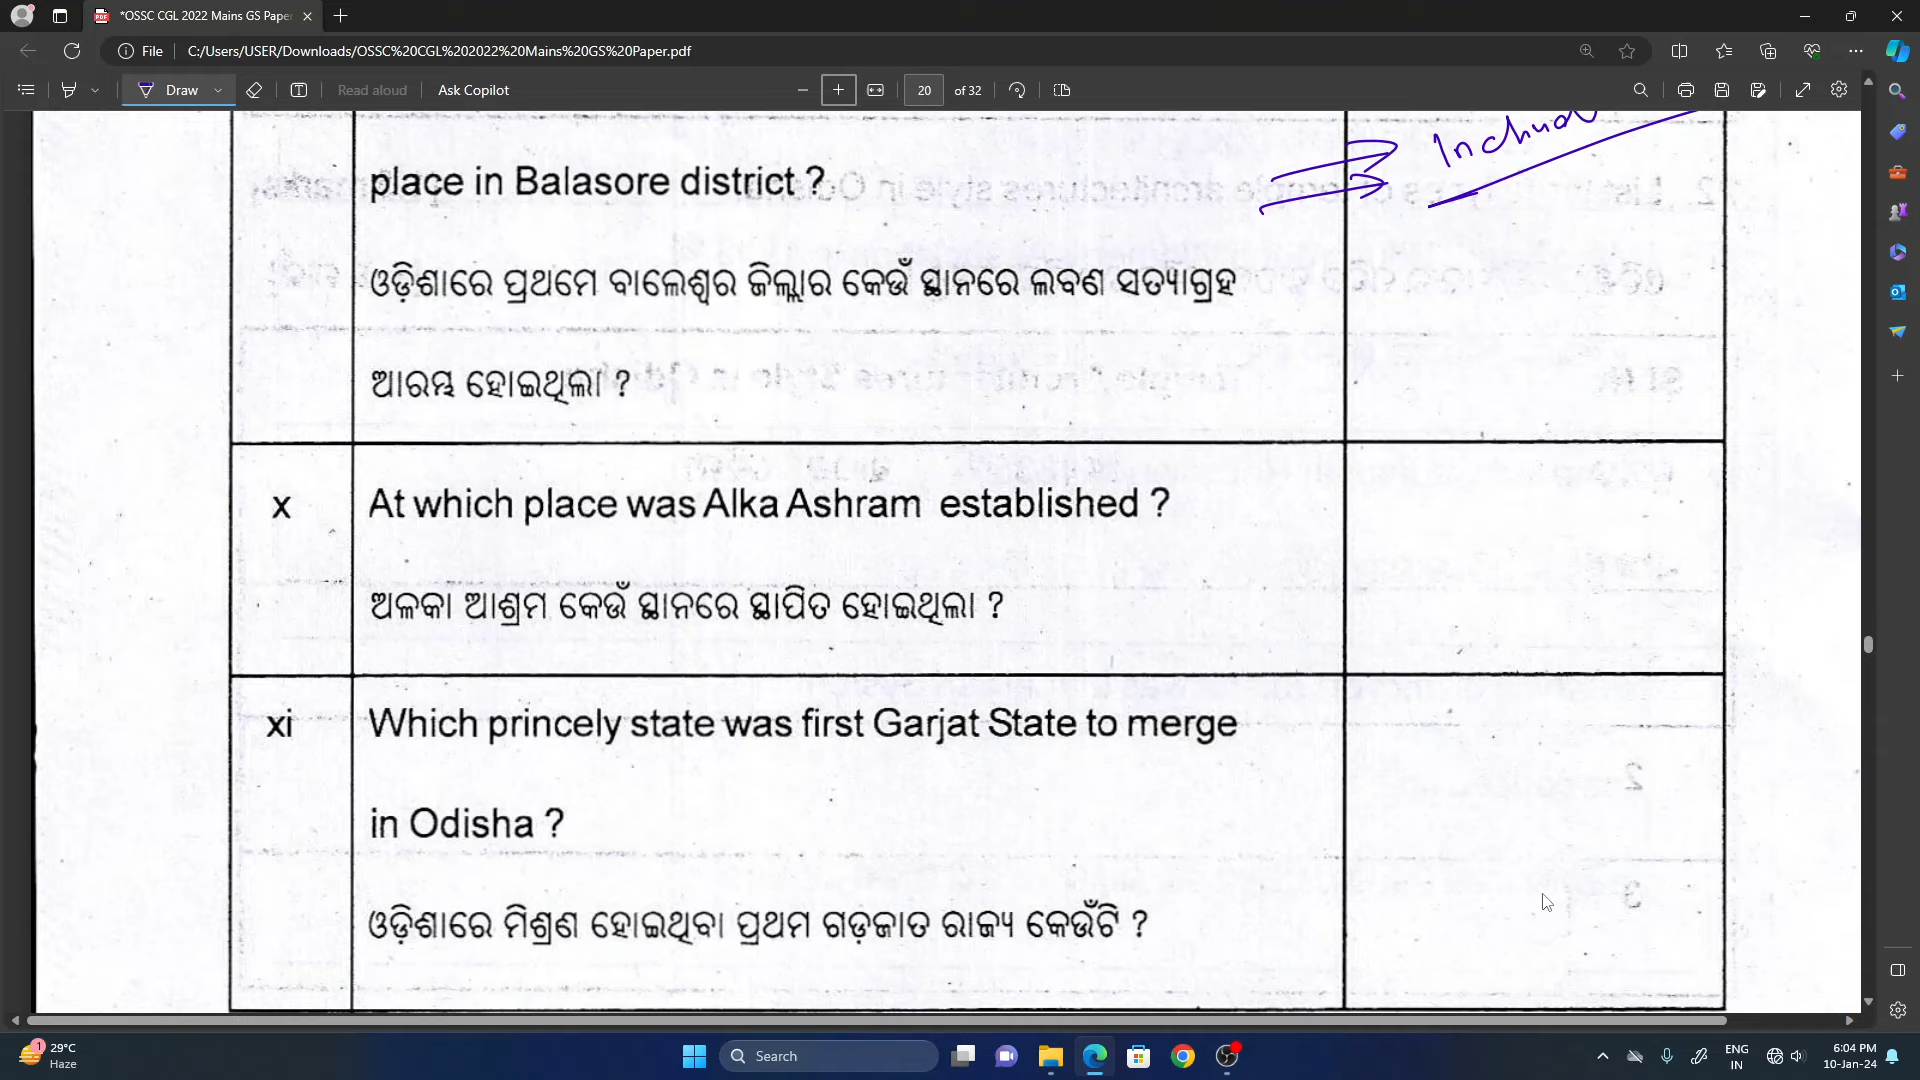 *OSSC CGL 2022 Mains GS Paper
File
C:/Users/USER/Downloads/OSSC%20CGL%202022%20Mains%20GS%20Paper.pdf
Draw
Read aloud
Ask Copilot
20
of 32
Inchudi
place in Balasore district ?
ଓଡ଼ିଶାରେ ପ୍ରଥମେ ବାଲେଶ୍ୱର ଜିଲ୍ଲାର କେଉଁ ସ୍ଥାନରେ ଲବଣ ସତ୍ୟାଗ୍ରହ
ଆରମ୍ଭ ହୋଇଥିଲା ?
x At which place was Alka Ashram established ?
ଅଳକା ଆଶ୍ରମ କେଉଁ ସ୍ଥାନରେ ସ୍ଥାପିତ ହୋଇଥିଲା ?
xi Which princely state was first Garjat State to merge
in Odisha ?
ଓଡ଼ିଶାରେ ମିଶ୍ରଣ ହୋଇଥିବା ପ୍ରଥମ ଗଡ଼ଜାତ ରାଜ୍ୟ କେଉଁଟି ?
1
29°C
Haze
Search
ENG
IN
6:04 PM
10-Jan-24